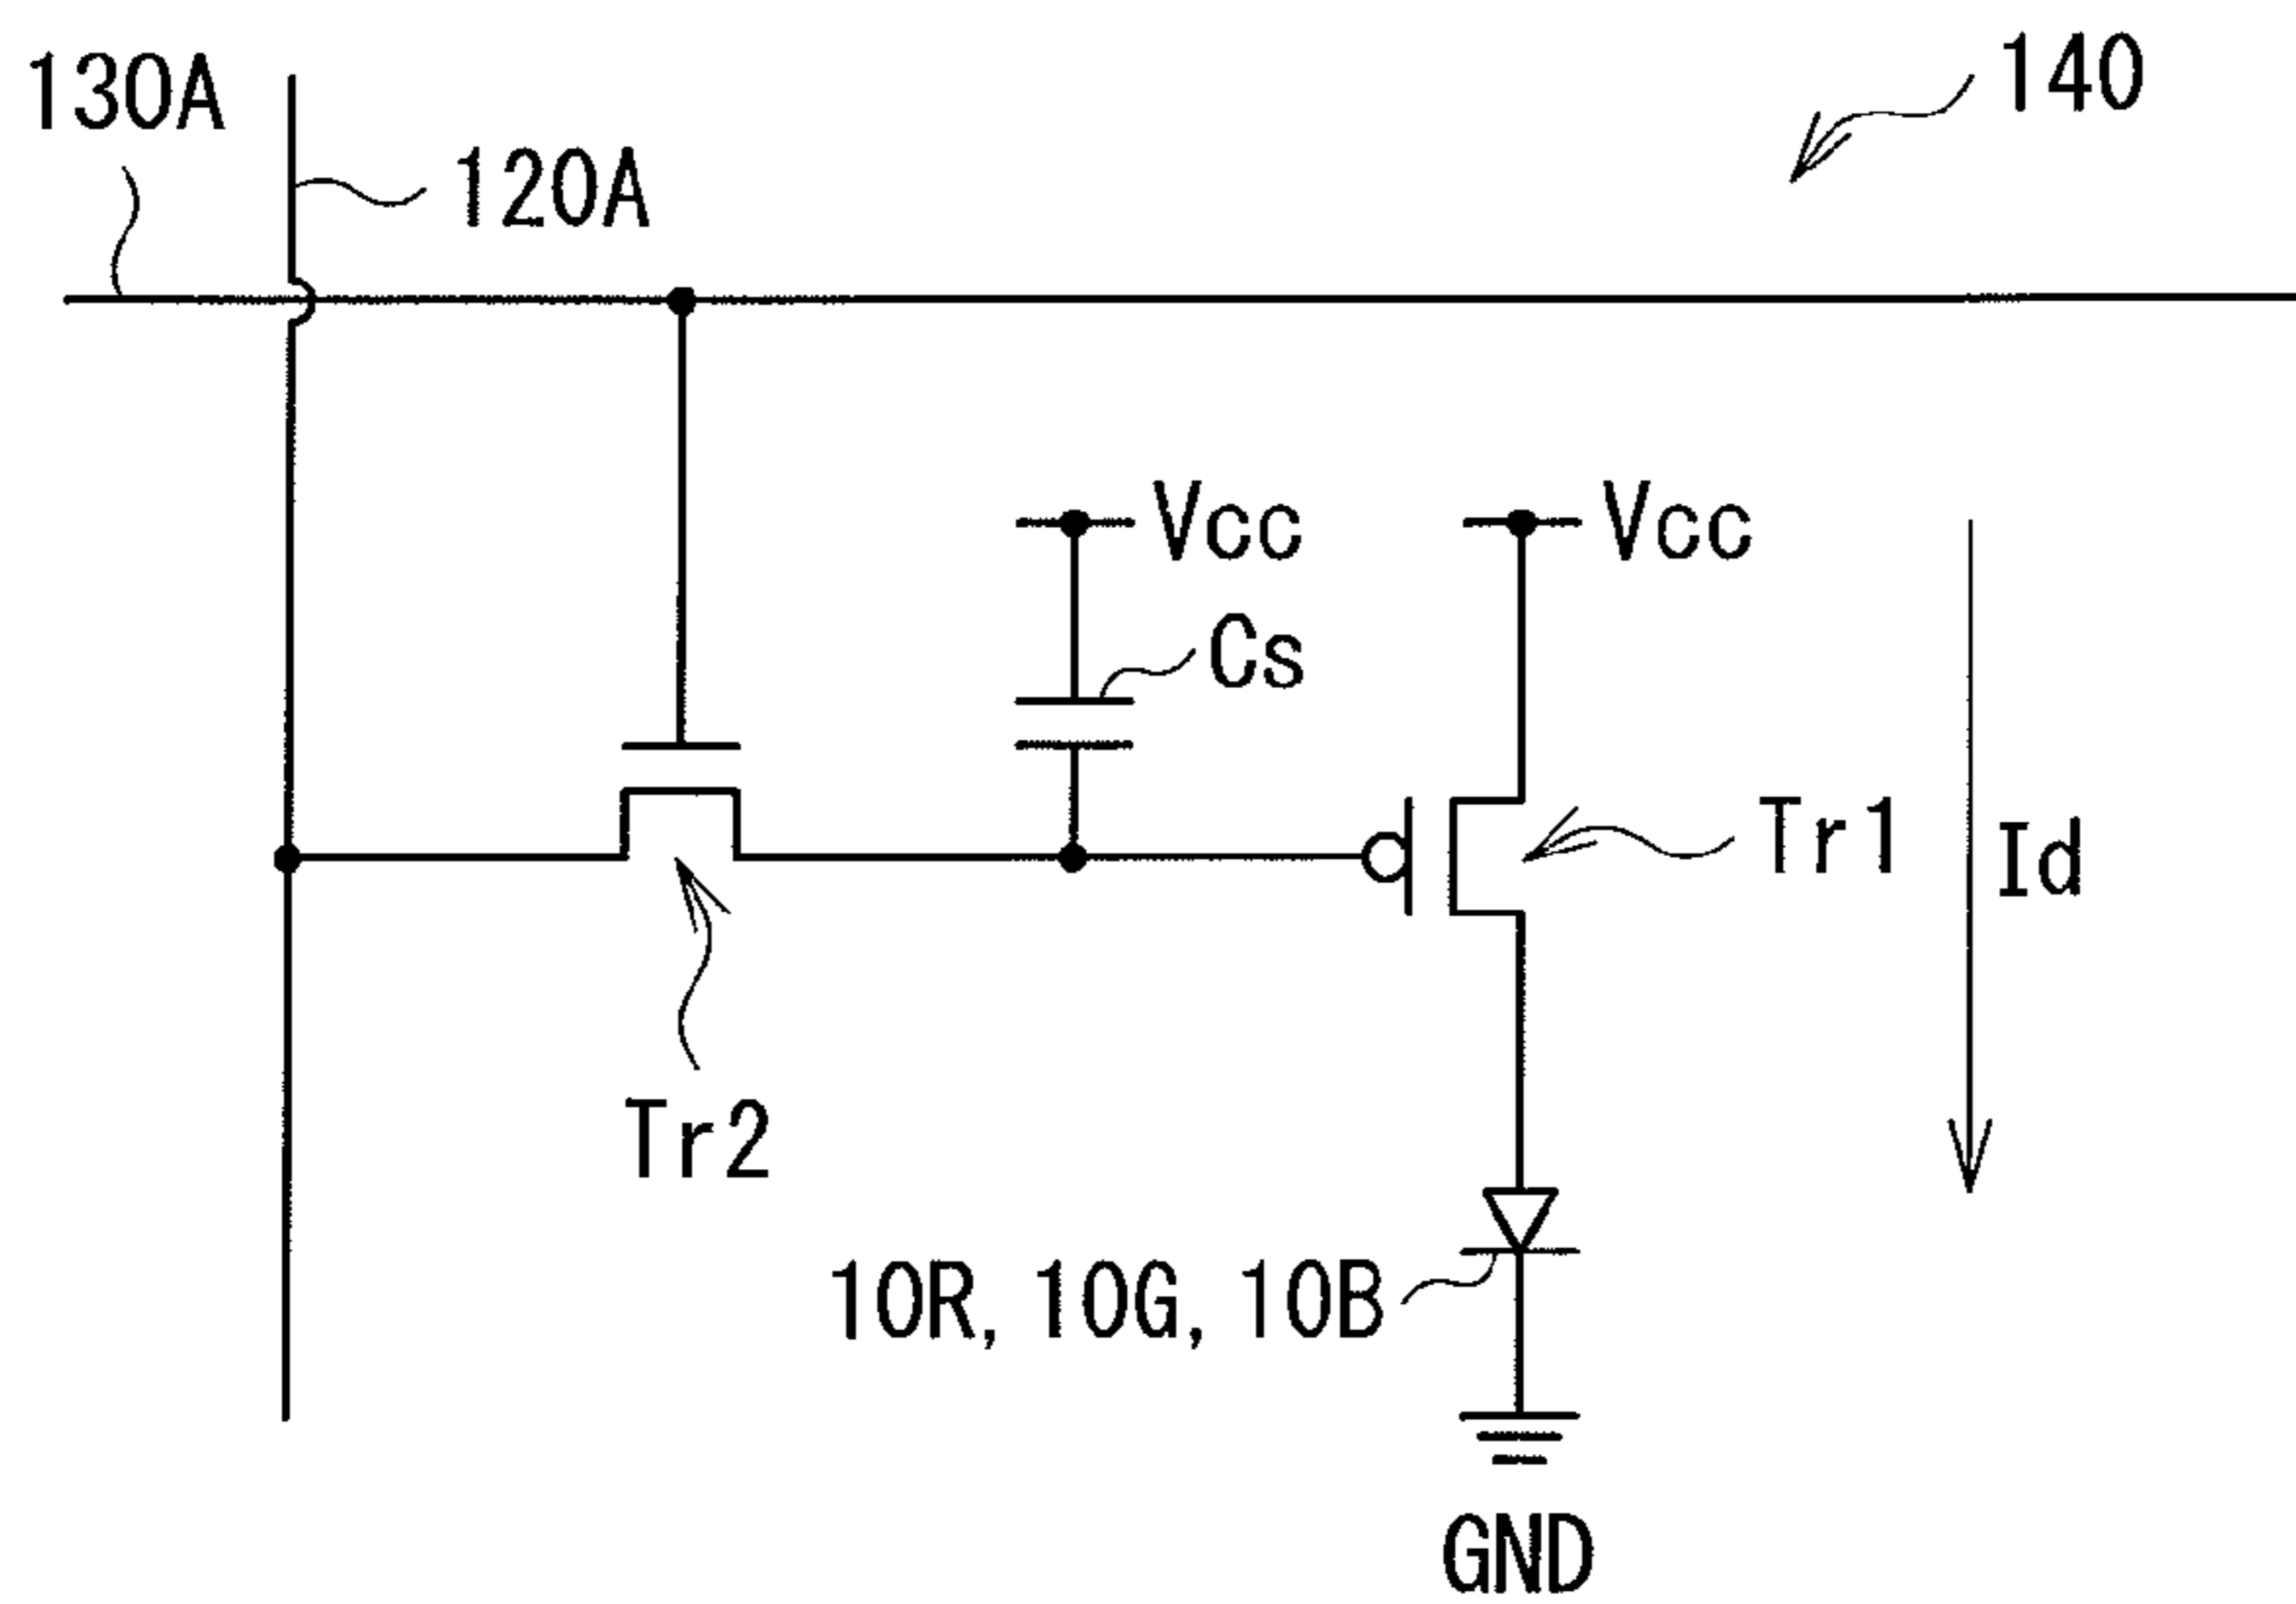 130A
140
120A
Vcc
Vcc
Cs
Tr1
Id
Tr2
10R, 10G, 10B
GND